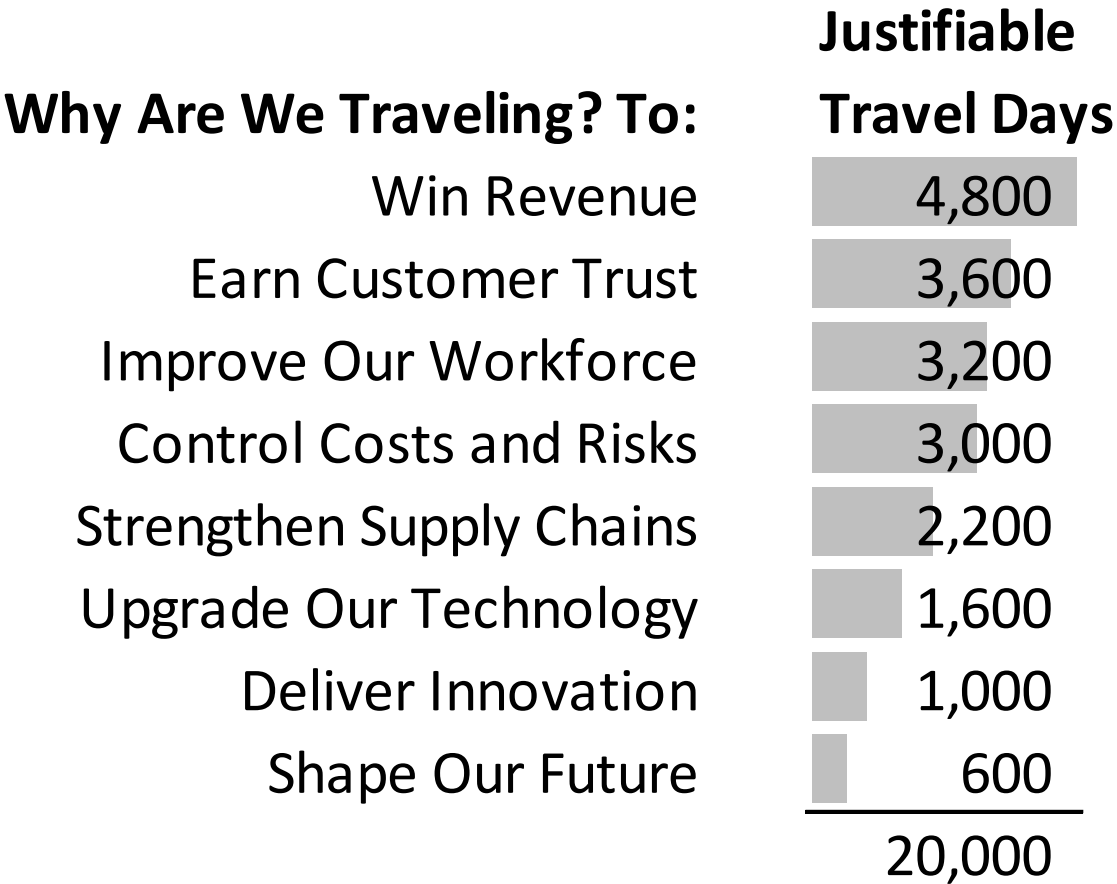 Justifiable
Why Are We Traveling? To: Travel Days
Win Revenue 4,800
Earn Customer Trust 3,600
Improve Our Workforce 3,200
Control Costs and Risks 3,000
Strengthen Supply Chains 2,200
Upgrade Our Technology 1,600
Deliver Innovation 1,000
Shape Our Future 600
20,000